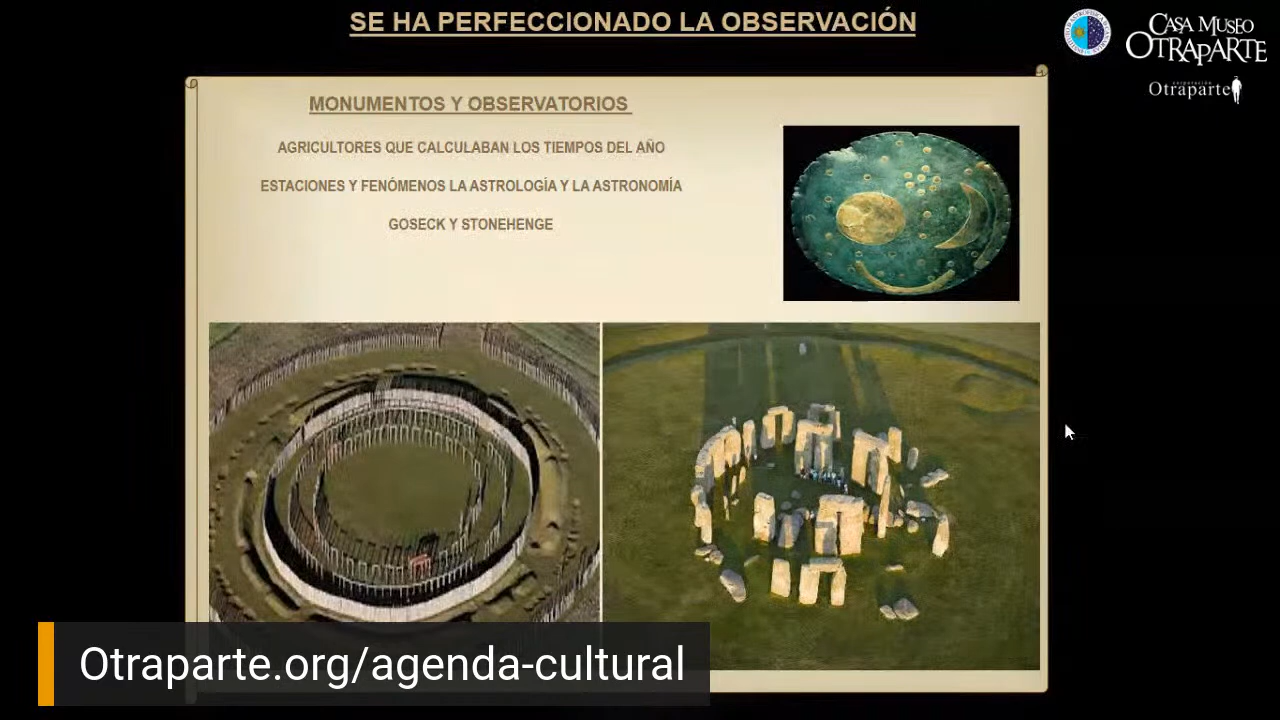 SE HA PERFECCIONADO LA OBSERVACIÓN
CASA MUSEO
OTRAPARTE
corporación
Otraparte
MONUMENTOS Y OBSERVATORIOS
AGRICULTORES QUE CALCULABAN LOS TIEMPOS DEL AÑO
ESTACIONES Y FENÓMENOS LA ASTROLOGÍA Y LA ASTRONOMÍA
GOSECK Y STONEHENGE
Otraparte.org/agenda-cultural